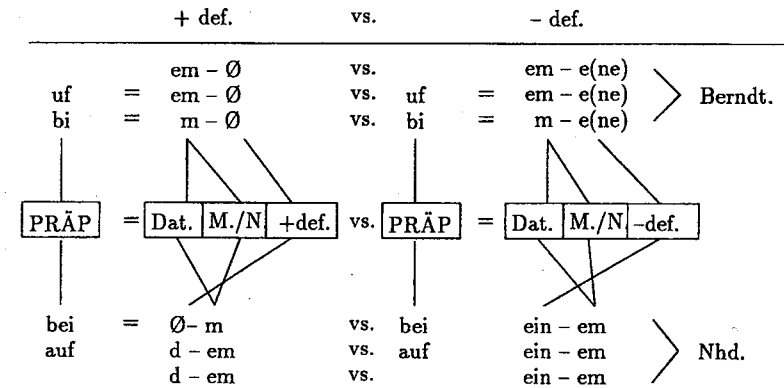 + def. vs. – def.
em – Ø vs. em – e(ne)
uf = em – Ø vs. uf = em – e(ne) Berndt.
bi = m – Ø vs. bi = m – e(ne)
PRÄP = Dat. M./N. +def. vs. PRÄP = Dat. M./N. –def.
bei = Ø– m vs. bei ein – em
auf d – em vs. auf ein – em Nhd.
d – em vs. ein – em